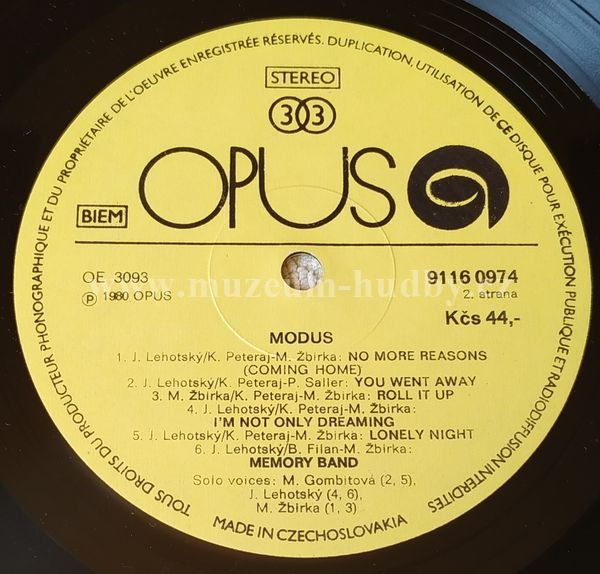 TOUS DROITS DU PRODUCTEUR PHONOGRAPHIQUE ET DU PROPRIÉTAIRE DE L'OEUVRE ENREGISTRÉE RÉSERVÉS. DUPLICATION, UTILISATION DE CE DISQUE POUR EXÉCUTION PUBLIQUE ET RADIODIFFUSION INTERDITES
STEREO
33
OPUS
BIEM
OE 3093
℗ 1980 OPUS
9116 0974
2. strana
Kčs 44,-
www.muzeum-hudby.cz
MODUS
1. J. Lehotský/K. Peteraj-M. Žbirka: NO MORE REASONS
(COMING HOME)
2. J. Lehotský/K. Peteraj-P. Saller: YOU WENT AWAY
3. M. Žbirka/K. Peteraj-M. Žbirka: ROLL IT UP
4. J. Lehotský/K. Peteraj-M. Žbirka:
I'M NOT ONLY DREAMING
5. J. Lehotský/K. Peteraj-M. Žbirka: LONELY NIGHT
6. J. Lehotský/B. Filan-M. Žbirka:
MEMORY BAND
Solo voices: M. Gombitová (2, 5),
J. Lehotský (4, 6),
M. Žbirka (1, 3)
MADE IN CZECHOSLOVAKIA